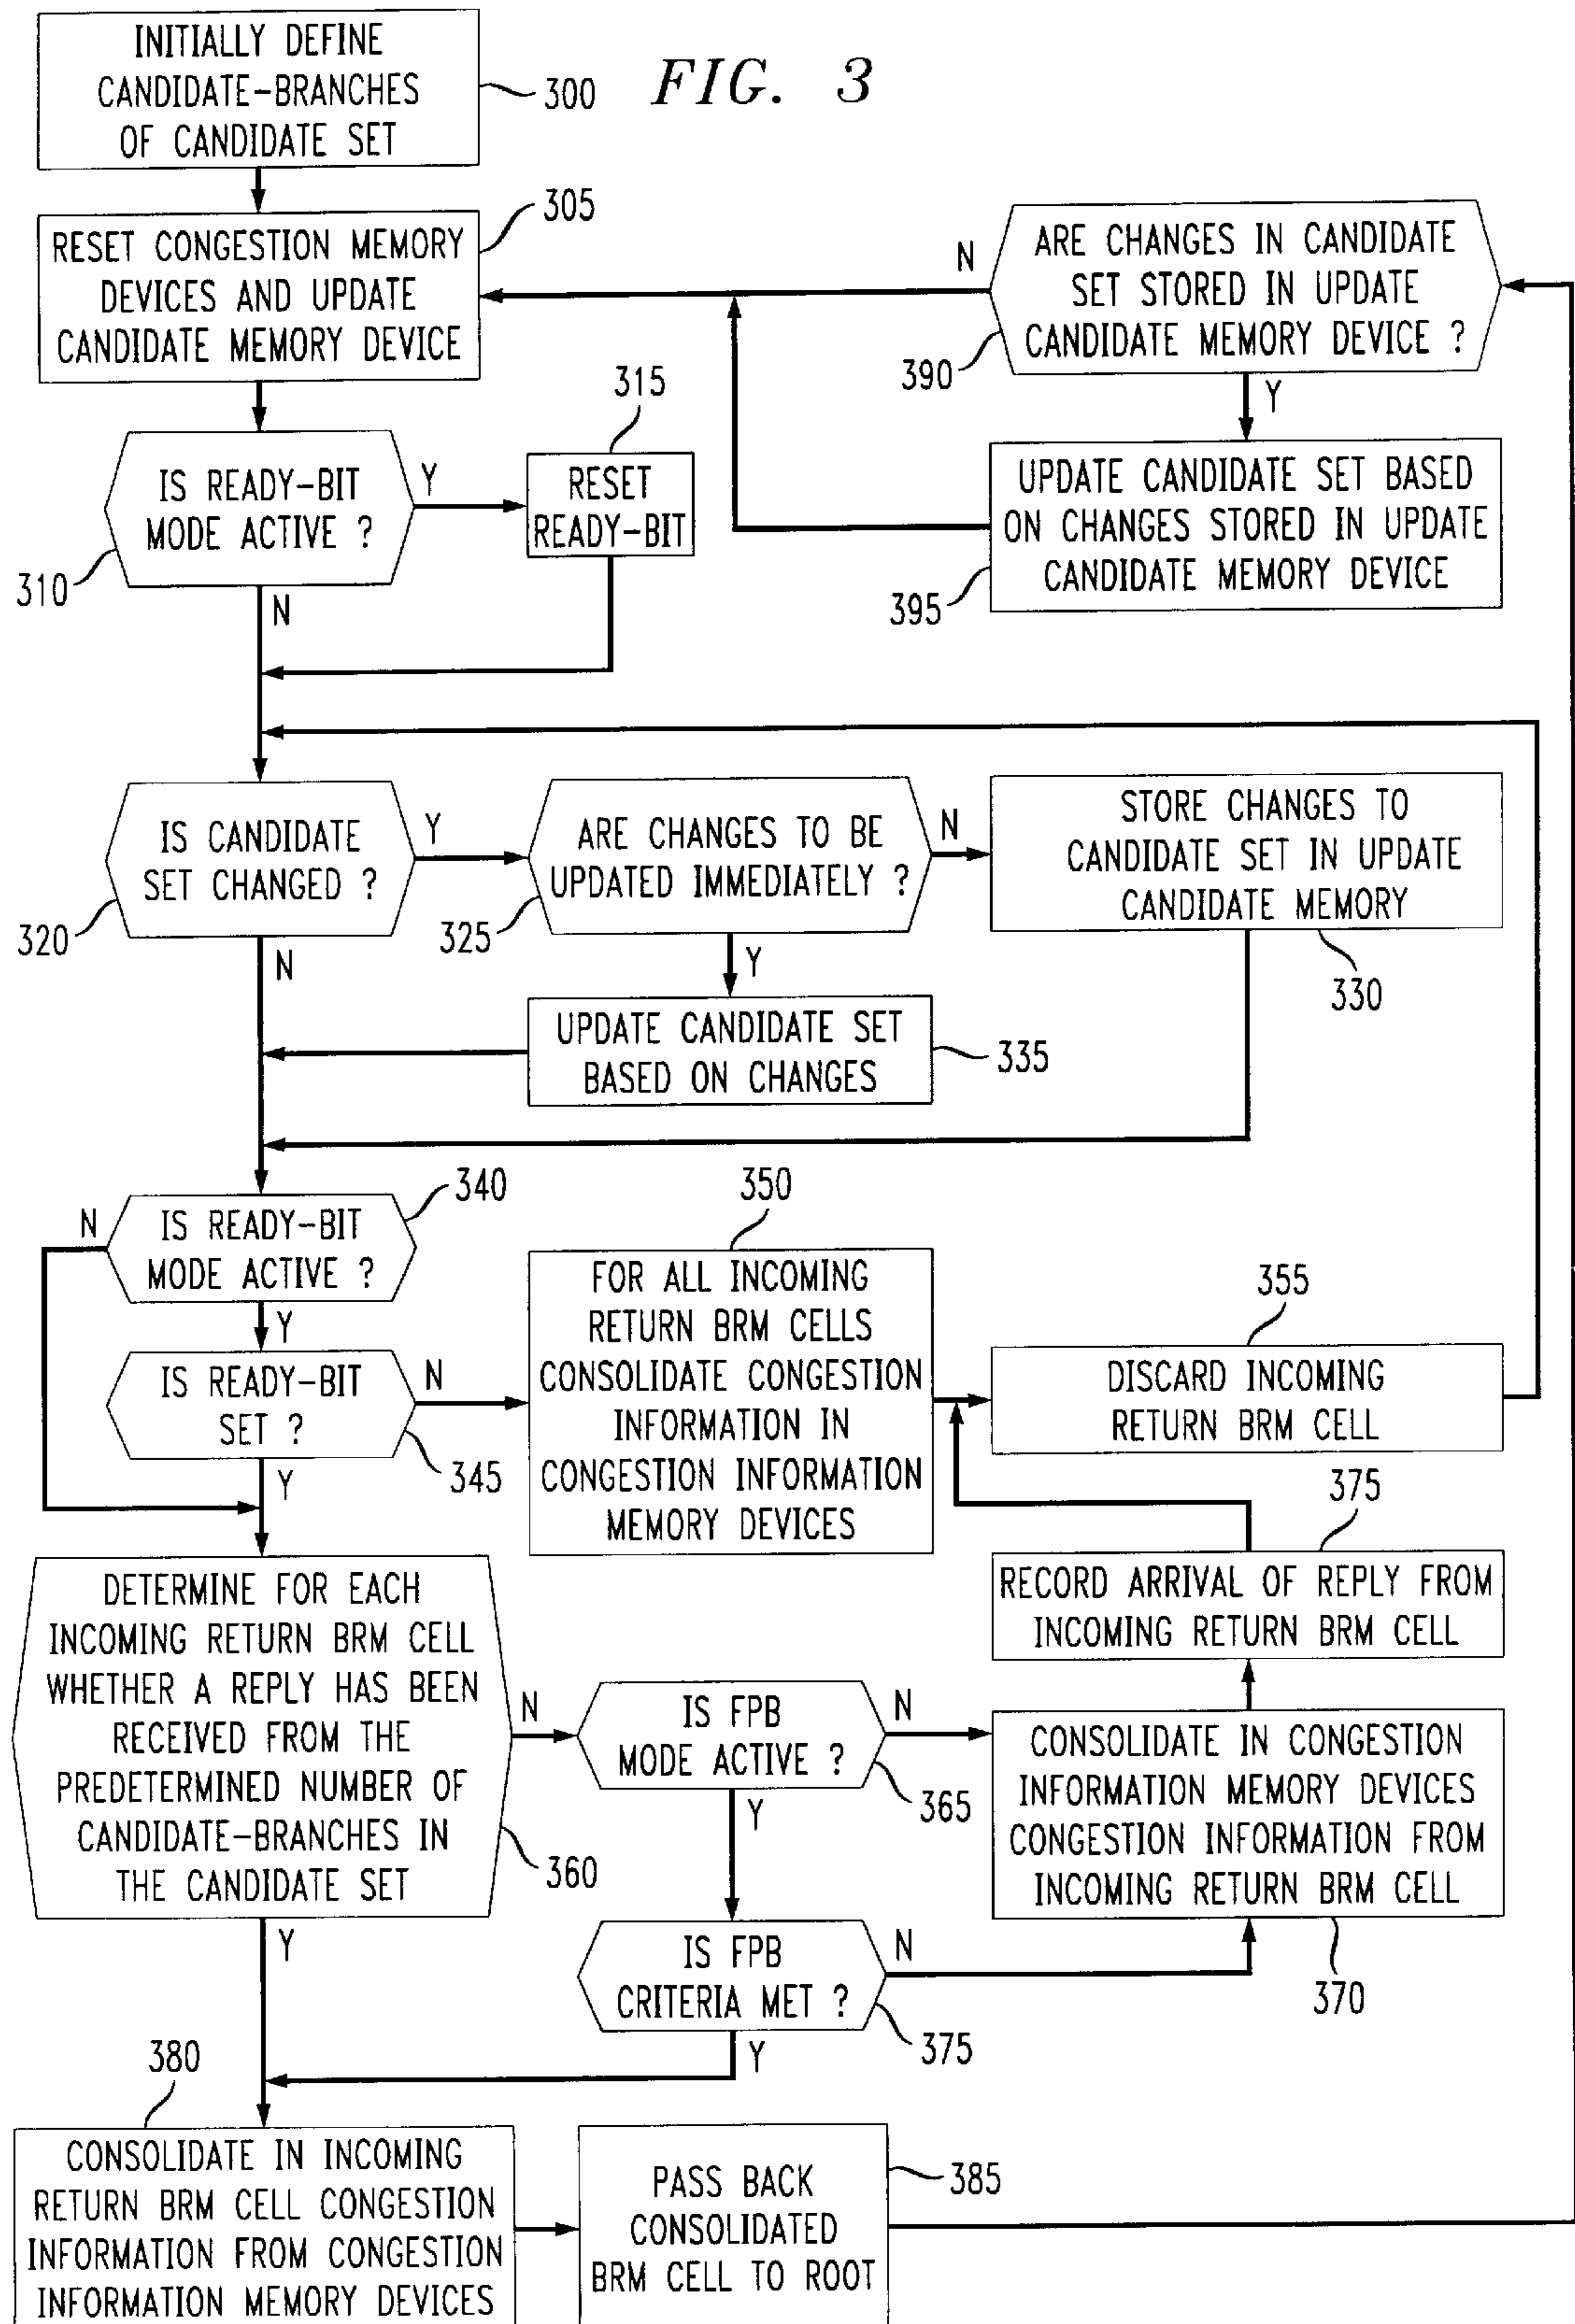 INITIALLY DEFINE
CANDIDATE-BRANCHES
OF CANDIDATE SET
300
FIG. 3
RESET CONGESTION MEMORY
DEVICES AND UPDATE
CANDIDATE MEMORY DEVICE
305
N
ARE CHANGES IN CANDIDATE
SET STORED IN UPDATE
CANDIDATE MEMORY DEVICE ?
390
Y
IS READY-BIT
MODE ACTIVE ?
310
Y
N
315
RESET
READY-BIT
UPDATE CANDIDATE SET BASED
ON CHANGES STORED IN UPDATE
CANDIDATE MEMORY DEVICE
395
IS CANDIDATE
SET CHANGED ?
320
Y
N
ARE CHANGES TO BE
UPDATED IMMEDIATELY ?
325
N
Y
STORE CHANGES TO
CANDIDATE SET IN UPDATE
CANDIDATE MEMORY
330
UPDATE CANDIDATE SET
BASED ON CHANGES
335
N
IS READY-BIT
MODE ACTIVE ?
340
Y
IS READY-BIT
SET ?
345
N
Y
350
FOR ALL INCOMING
RETURN BRM CELLS
CONSOLIDATE CONGESTION
INFORMATION IN
CONGESTION INFORMATION
MEMORY DEVICES
355
DISCARD INCOMING
RETURN BRM CELL
375
RECORD ARRIVAL OF REPLY FROM
INCOMING RETURN BRM CELL
DETERMINE FOR EACH
INCOMING RETURN BRM CELL
WHETHER A REPLY HAS BEEN
RECEIVED FROM THE
PREDETERMINED NUMBER OF
CANDIDATE-BRANCHES IN
THE CANDIDATE SET
360
N
Y
IS FPB
MODE ACTIVE ?
365
N
Y
CONSOLIDATE IN CONGESTION
INFORMATION MEMORY DEVICES
CONGESTION INFORMATION FROM
INCOMING RETURN BRM CELL
370
IS FPB
CRITERIA MET ?
375
N
Y
380
CONSOLIDATE IN INCOMING
RETURN BRM CELL CONGESTION
INFORMATION FROM CONGESTION
INFORMATION MEMORY DEVICES
PASS BACK
CONSOLIDATED
BRM CELL TO ROOT
385